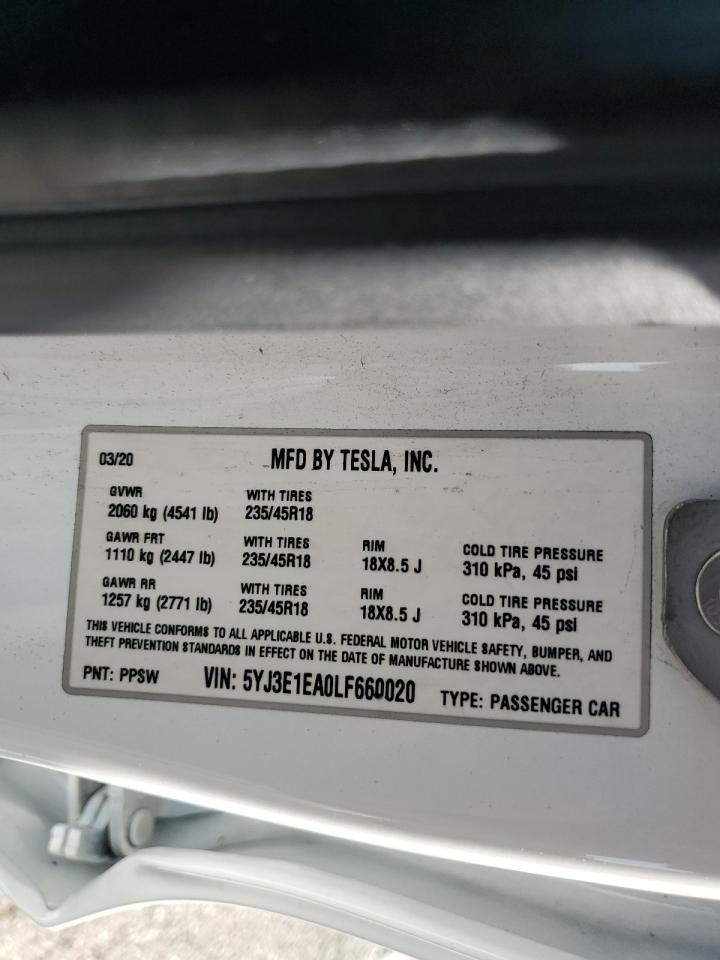 03/20 MFD BY TESLA, INC.
GVWR WITH TIRES
2060 kg (4541 lb) 235/45R18
GAWR FRT WITH TIRES RIM COLD TIRE PRESSURE
1110 kg (2447 lb) 235/45R18 18X8.5 J 310 kPa, 45 psi
GAWR RR WITH TIRES RIM COLD TIRE PRESSURE
1257 kg (2771 lb) 235/45R18 18X8.5 J 310 kPa, 45 psi
THIS VEHICLE CONFORMS TO ALL APPLICABLE U.S. FEDERAL MOTOR VEHICLE SAFETY, BUMPER, AND
THEFT PREVENTION STANDARDS IN EFFECT ON THE DATE OF MANUFACTURE SHOWN ABOVE.
PNT: PPSW VIN: 5YJ3E1EA0LF660020 TYPE: PASSENGER CAR